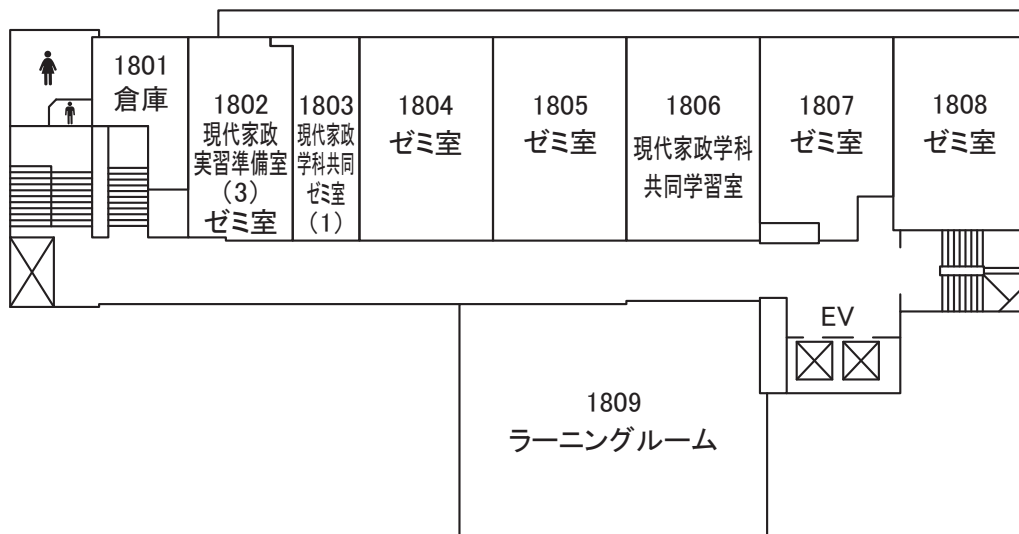 1801
倉庫
1802
現代家政
実習準備室
(3)
ゼミ室
1803
現代家政
学科共同
ゼミ室
(1)
1804
ゼミ室
1805
ゼミ室
1806
現代家政学科
共同学習室
1807
ゼミ室
1808
ゼミ室
EV
1809
ラーニングルーム